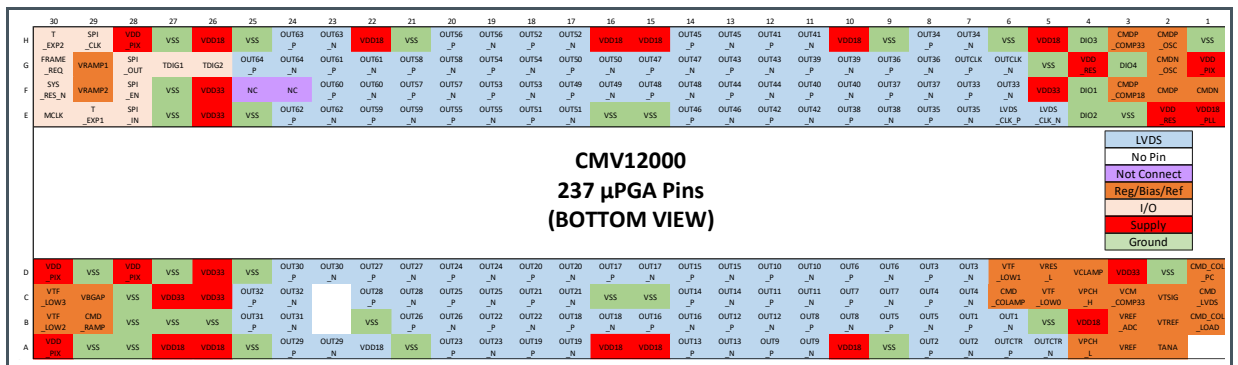 30 29 28 27 26 25 24 23 22 21 20 19 18 17 16 15 14 13 12 11 10 9 8 7 6 5 4 3 2 1
H T_EXP2 SPI_CLK VDD_PIX VSS VDD18 VSS OUT63_P OUT63_N VDD18 VSS OUT56_P OUT56_N OUT52_P OUT52_N VDD18 VDD18 OUT45_P OUT45_N OUT41_P OUT41_N VDD18 VSS OUT34_P OUT34_N VSS VDD18 DIO3 CMDP_COMP33 CMDP_OSC VSS
G FRAME_REQ VRAMP1 SPI_OUT TDIG1 TDIG2 OUT64_P OUT64_N OUT61_P OUT61_N OUT58_P OUT58_N OUT54_P OUT54_N OUT50_P OUT50_N OUT47_P OUT47_N OUT43_P OUT43_N OUT39_P OUT39_N OUT36_P OUT36_N OUTCLK_P OUTCLK_N VSS VDD_RES DIO4 CMDN_OSC VDD_PIX
F SYS_RES_N VRAMP2 SPI_EN VSS VDD33 NC NC OUT60_P OUT60_N OUT57_P OUT57_N OUT53_P OUT53_N OUT49_P OUT49_N OUT48_P OUT48_N OUT44_P OUT44_N OUT40_P OUT40_N OUT37_P OUT37_N OUT33_P OUT33_N VDD33 DIO1 CMDP_COMP18 CMDP CMDN
E MCLK T_EXP1 SPI_IN VSS VDD33 VSS OUT62_P OUT62_N OUT59_P OUT59_N OUT55_P OUT55_N OUT51_P OUT51_N VSS VSS OUT46_P OUT46_N OUT42_P OUT42_N OUT38_P OUT38_N OUT35_P OUT35_N LVDS_CLK_P LVDS_CLK_N DIO2 VSS VDD_RES VDD18_PLL
CMV12000
237 µPGA Pins
(BOTTOM VIEW)
LVDS
No Pin
Not Connect
Reg/Bias/Ref
I/O
Supply
Ground
D VDD_PIX VSS VDD_PIX VSS VDD33 VSS OUT30_P OUT30_N OUT27_P OUT27_N OUT24_P OUT24_N OUT20_P OUT20_N OUT17_P OUT17_N OUT15_P OUT15_N OUT10_P OUT10_N OUT6_P OUT6_N OUT3_P OUT3_N VTF_LOW1 VRES_L VCLAMP VDD33 VSS CMD_COL_PC
C VTF_LOW3 VBGAP VSS VDD33 VDD33 OUT32_P OUT32_N OUT28_P OUT28_N OUT25_P OUT25_N OUT21_P OUT21_N VSS VSS OUT14_P OUT14_N OUT11_P OUT11_N OUT7_P OUT7_N OUT4_P OUT4_N CMD_COLAMP VTF_LOW0 VPCH_H VCM_COMP33 VTSIG CMD_LVDS
B VTF_LOW2 CMD_RAMP VSS VSS VSS OUT31_P OUT31_N VSS OUT26_P OUT26_N OUT22_P OUT22_N OUT18_P OUT18_N OUT16_P OUT16_N OUT12_P OUT12_N OUT8_P OUT8_N OUT5_P OUT5_N OUT1_P OUT1_N VSS VDD18 VREF_ADC VTREF CMD_COL_LOAD
A VDD_PIX VSS VSS VDD18 VDD18 VSS OUT29_P OUT29_N VDD18 VSS OUT23_P OUT23_N OUT19_P OUT19_N VDD18 VDD18 OUT13_P OUT13_N OUT9_P OUT9_N VDD18 VSS OUT2_P OUT2_N OUTCTR_P OUTCTR_N VPCH_L VREF TANA